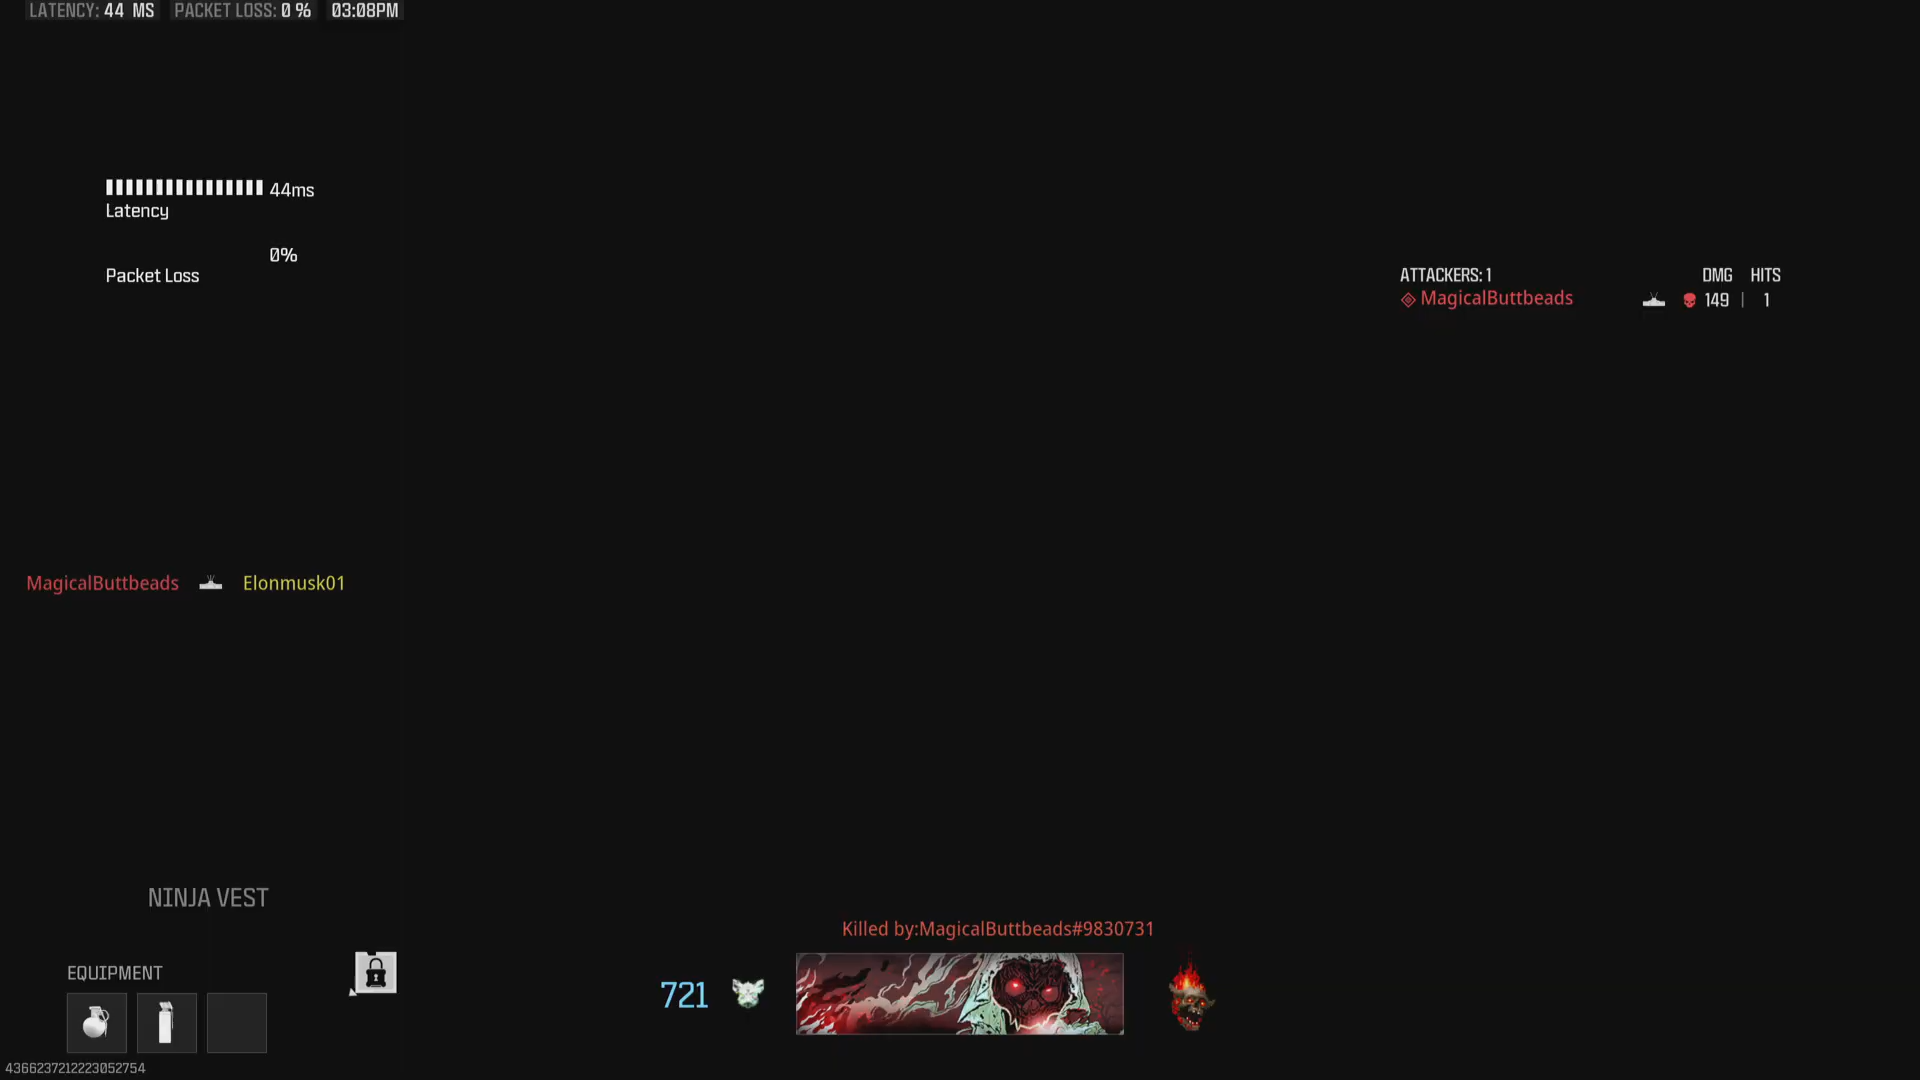 LATENCY: 44 MS PACKET LOSS: 0 % 03:08PM
44ms
Latency
0%
Packet Loss
ATTACKERS: 1 DMG HITS
MagicalButtbeads 149 | 1
MagicalButtbeads Elonmusk01
NINJA VEST
Killed by:MagicalButtbeads#9830731
EQUIPMENT
721
4366237212223052754